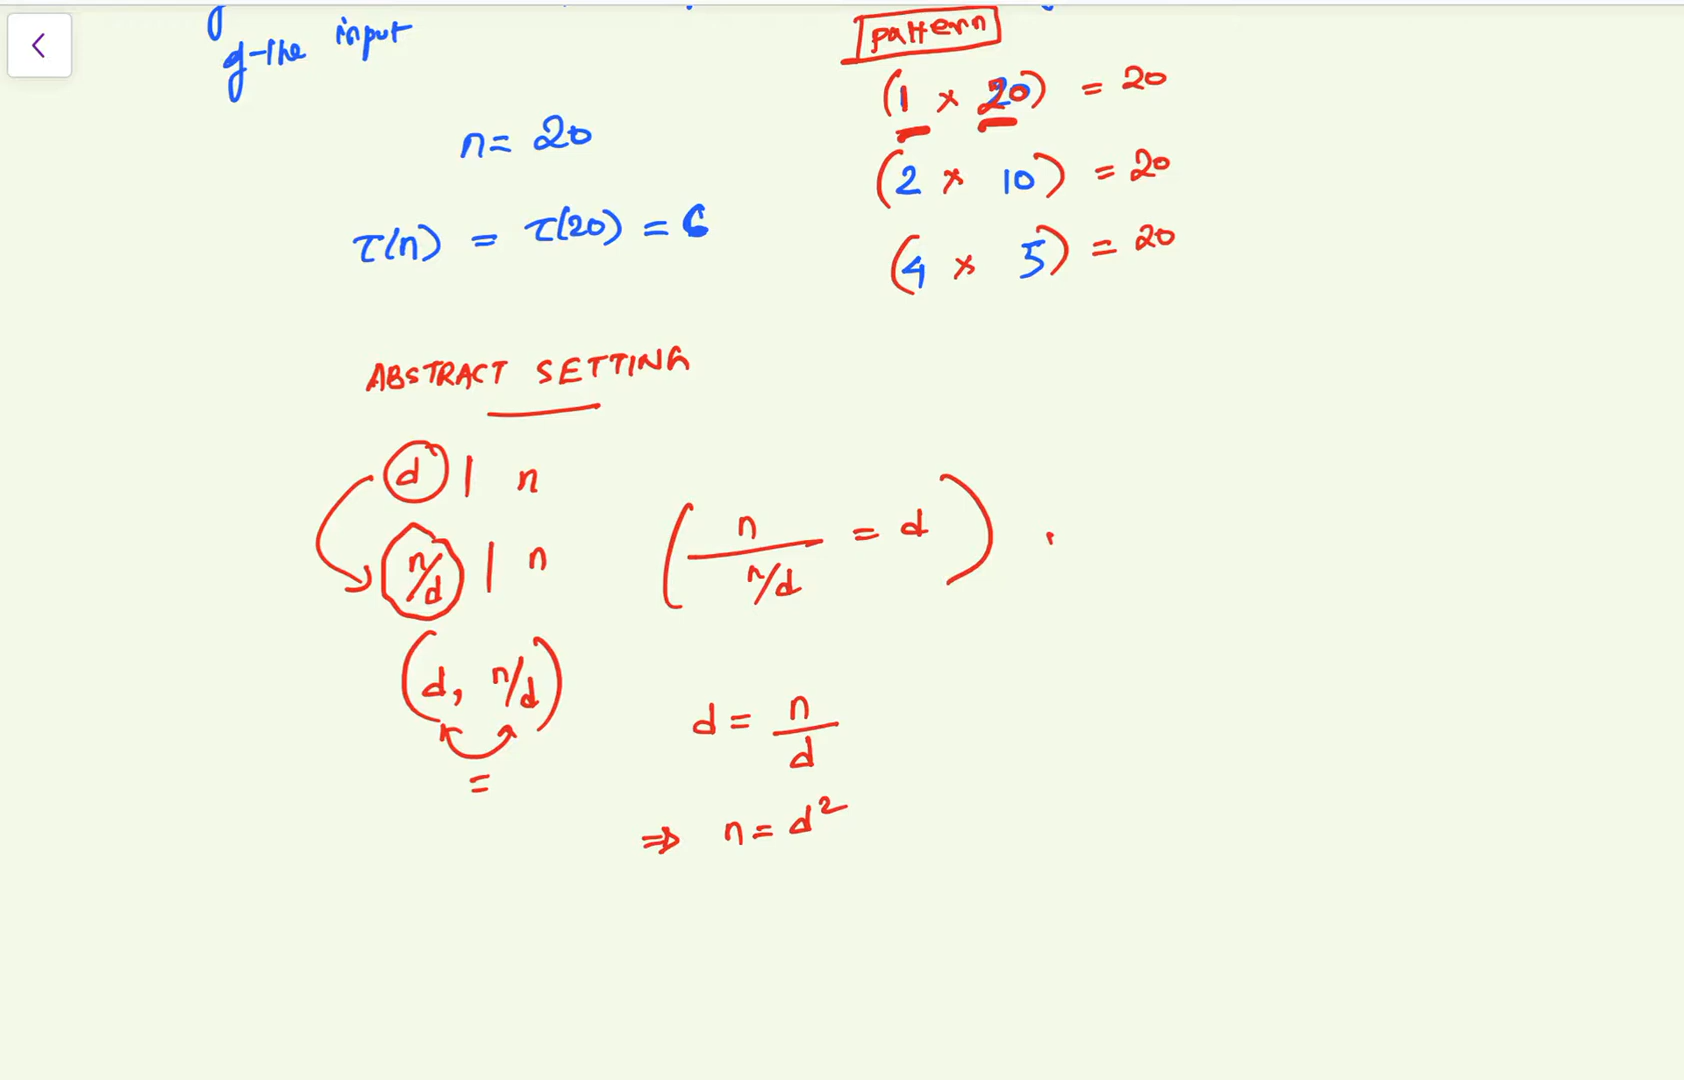 g-the input
n = 20
τ(n) = τ(20) = 6
pattern
(1 × 20) = 20
(2 × 10) = 20
(4 × 5) = 20
ABSTRACT SETTING
d | n
n/d | n
(n/(n/d) = d)
(d, n/d)
=
d = n/d
⇒ n = d²